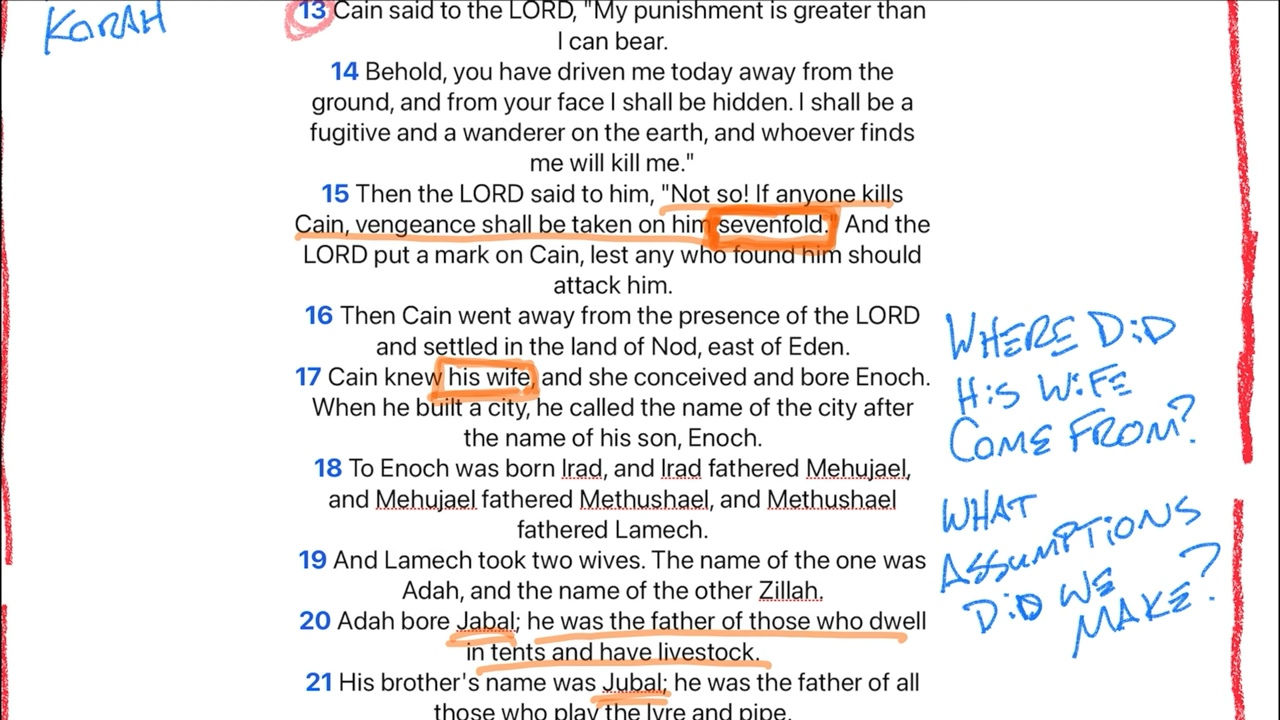 KORAH
13 Cain said to the LORD, "My punishment is greater than
I can bear.
14 Behold, you have driven me today away from the
ground, and from your face I shall be hidden. I shall be a
fugitive and a wanderer on the earth, and whoever finds
me will kill me."
15 Then the LORD said to him, "Not so! If anyone kills
Cain, vengeance shall be taken on him sevenfold." And the
LORD put a mark on Cain, lest any who found him should
attack him.
16 Then Cain went away from the presence of the LORD
and settled in the land of Nod, east of Eden.
17 Cain knew his wife, and she conceived and bore Enoch.
When he built a city, he called the name of the city after
the name of his son, Enoch.
18 To Enoch was born Irad, and Irad fathered Mehujael,
and Mehujael fathered Methushael, and Methushael
fathered Lamech.
19 And Lamech took two wives. The name of the one was
Adah, and the name of the other Zillah.
20 Adah bore Jabal; he was the father of those who dwell
in tents and have livestock.
21 His brother's name was Jubal; he was the father of all
those who play the lyre and pipe.
WHERE DID
HIS WIFE
COME FROM?
WHAT
ASSUMPTIONS
DID WE
MAKE?